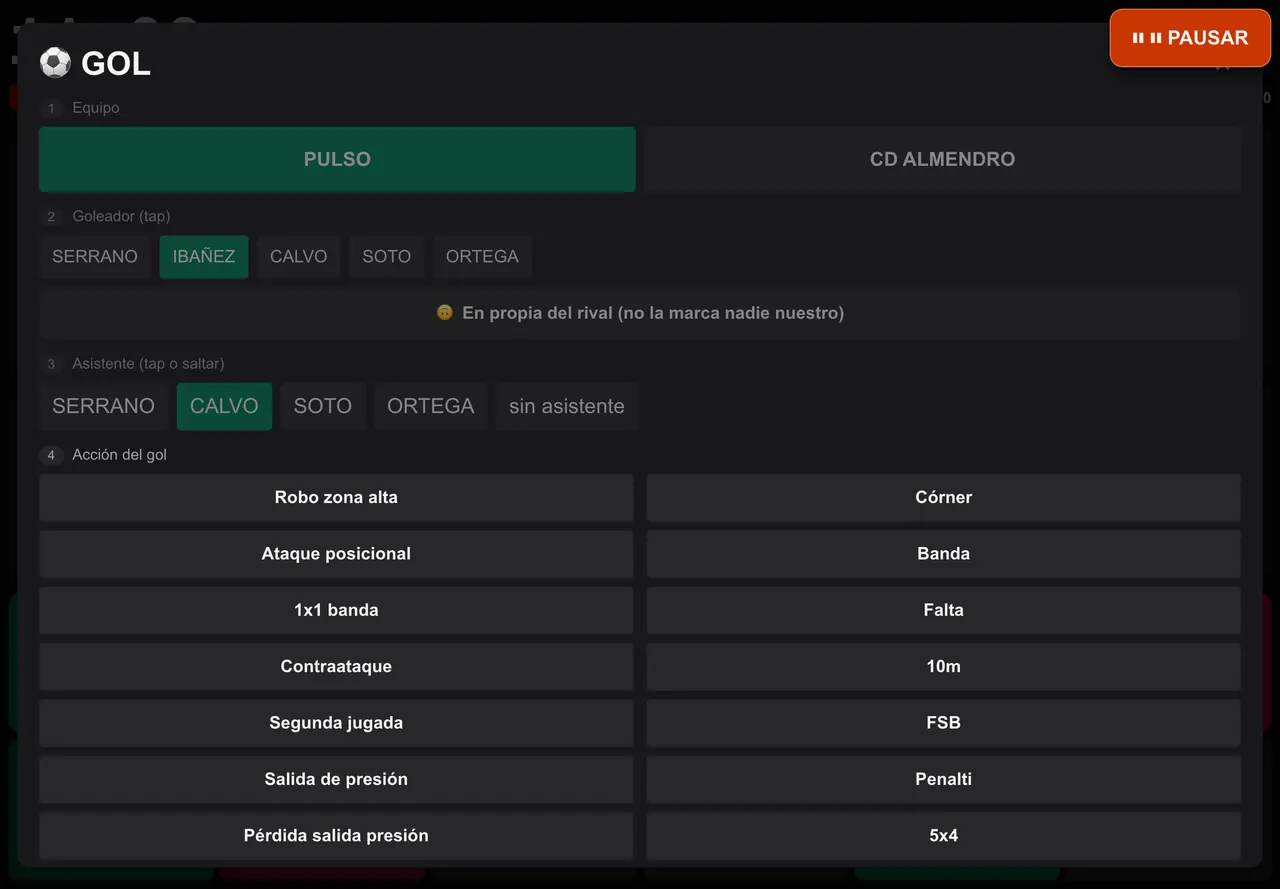 GOL
PAUSAR
1 Equipo
PULSO
CD ALMENDRO
2 Goleador (tap)
SERRANO IBAÑEZ CALVO SOTO ORTEGA
En propia del rival (no la marca nadie nuestro)
3 Asistente (tap o saltar)
SERRANO CALVO SOTO ORTEGA sin asistente
4 Acción del gol
Robo zona alta
Córner
Ataque posicional
Banda
1x1 banda
Falta
Contraataque
10m
Segunda jugada
FSB
Salida de presión
Penalti
Pérdida salida presión
5x4